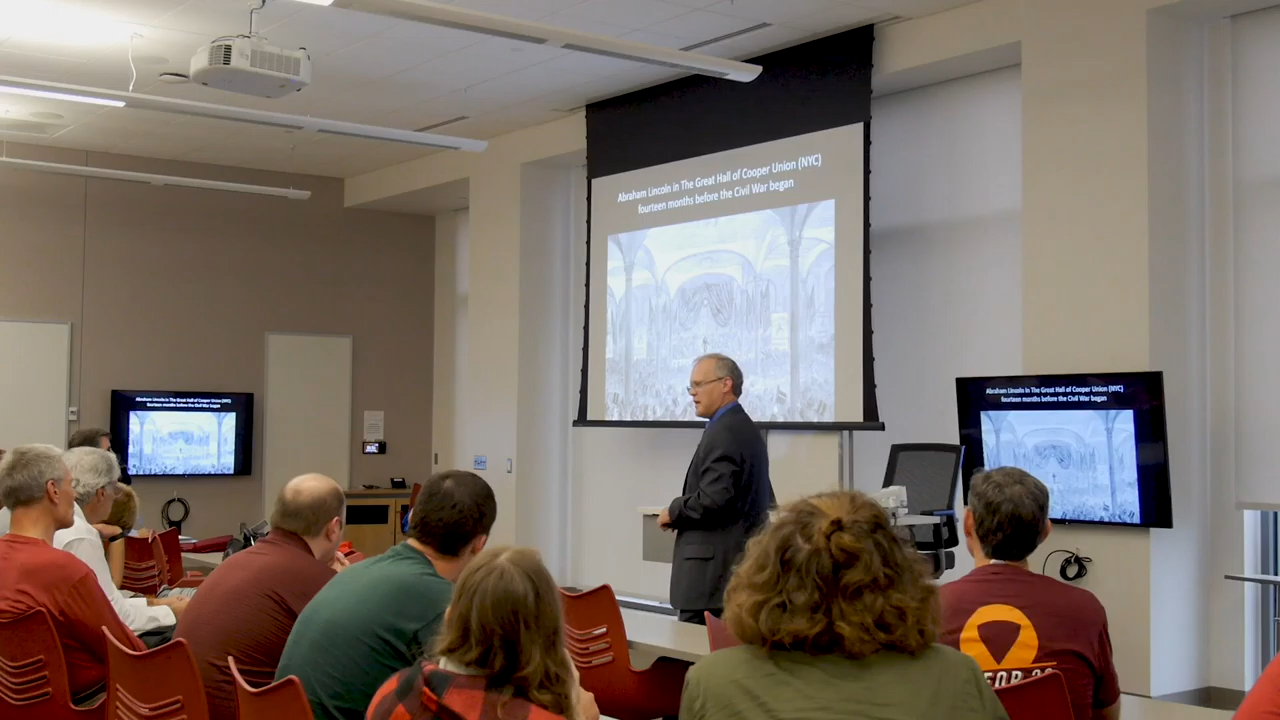 Abraham Lincoln in The Great Hall of Cooper Union (NYC)
fourteen months before the Civil War began
Abraham Lincoln in The Great Hall of Cooper Union (NYC)
fourteen months before the Civil War began
Abraham Lincoln in The Great Hall of Cooper Union (NYC)
fourteen months before the Civil War began